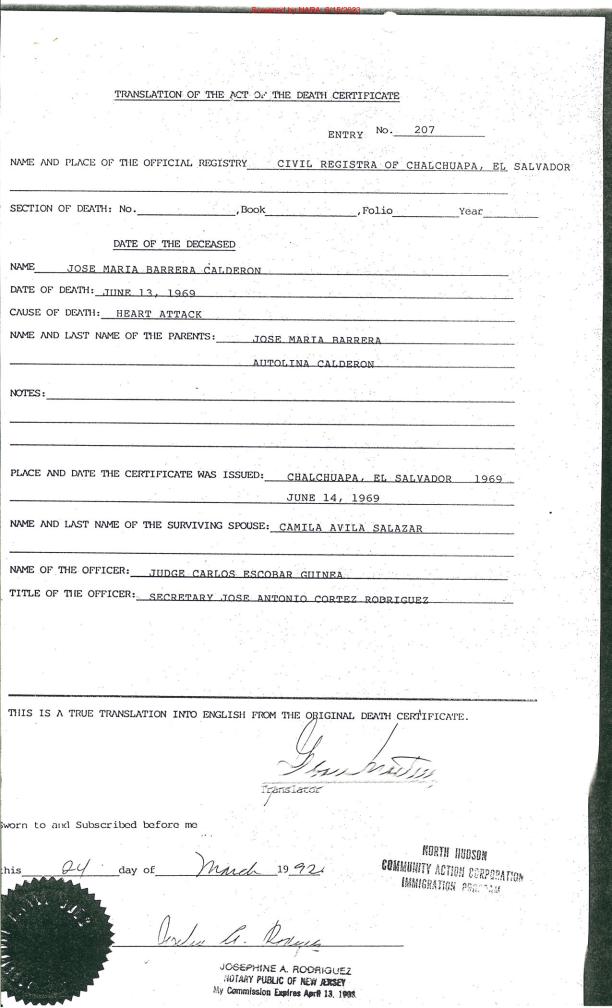 Scanned by NARA: 6/15/2023
TRANSLATION OF THE ACT OF THE DEATH CERTIFICATE
ENTRY No. 207
NAME AND PLACE OF THE OFFICIAL REGISTRY CIVIL REGISTRA OF CHALCHUAPA, EL SALVADOR
SECTION OF DEATH: No. ,Book ,Folio Year
DATE OF THE DECEASED
NAME JOSE MARIA BARRERA CALDERON
DATE OF DEATH: JUNE 13, 1969
CAUSE OF DEATH: HEART ATTACK
NAME AND LAST NAME OF THE PARENTS: JOSE MARIA BARRERA
AUTOLINA CALDERON
NOTES:
PLACE AND DATE THE CERTIFICATE WAS ISSUED: CHALCHUAPA, EL SALVADOR 1969
JUNE 14, 1969
NAME AND LAST NAME OF THE SURVIVING SPOUSE: CAMILA AVILA SALAZAR
NAME OF THE OFFICER: JUDGE CARLOS ESCOBAR GUINEA
TITLE OF THE OFFICER: SECRETARY JOSE ANTONIO CORTEZ ROBRIGUEZ
THIS IS A TRUE TRANSLATION INTO ENGLISH FROM THE ORIGINAL DEATH CERTIFICATE.
Translator
Sworn to and Subscribed before me
this 24 day of March 1992
NORTH HUDSON
COMMUNITY ACTION CORPORATION
IMMIGRATION PROGRAM
JOSEPHINE A. RODRIGUEZ
NOTARY PUBLIC OF NEW JERSEY
My Commission Expires April 13, 1993